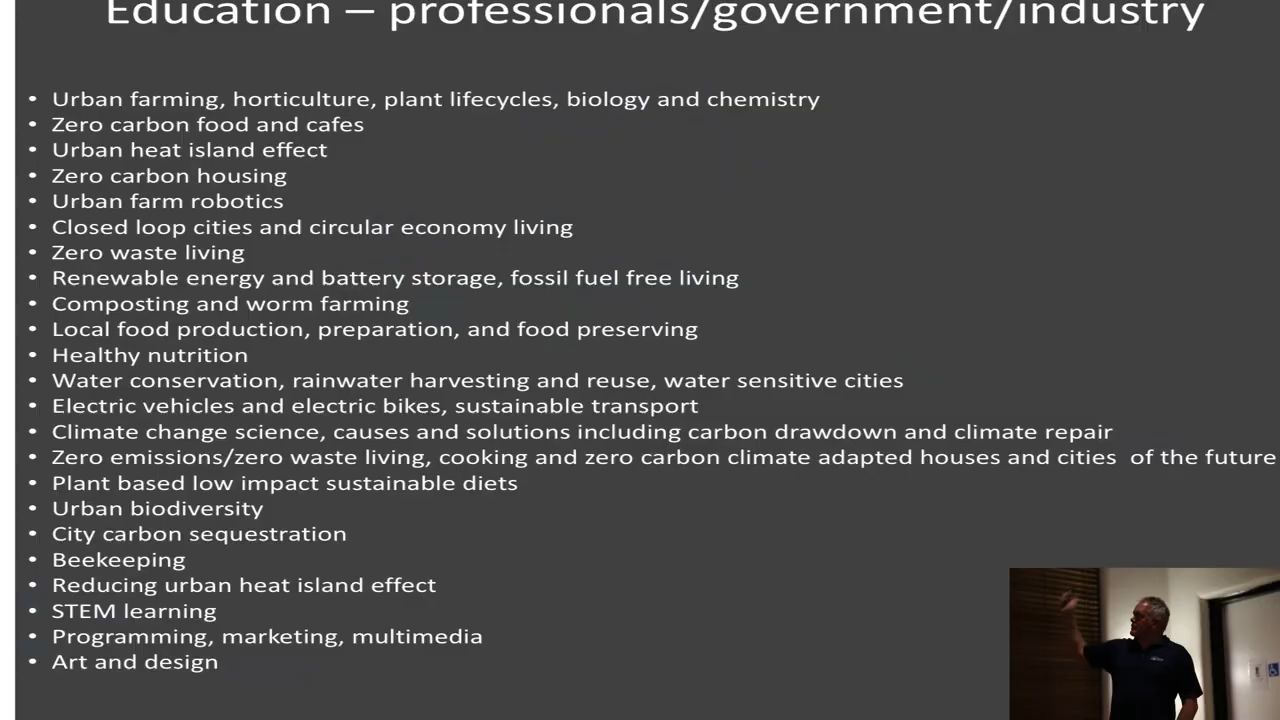 Education – professionals/government/industry
• Urban farming, horticulture, plant lifecycles, biology and chemistry
• Zero carbon food and cafes
• Urban heat island effect
• Zero carbon housing
• Urban farm robotics
• Closed loop cities and circular economy living
• Zero waste living
• Renewable energy and battery storage, fossil fuel free living
• Composting and worm farming
• Local food production, preparation, and food preserving
• Healthy nutrition
• Water conservation, rainwater harvesting and reuse, water sensitive cities
• Electric vehicles and electric bikes, sustainable transport
• Climate change science, causes and solutions including carbon drawdown and climate repair
• Zero emissions/zero waste living, cooking and zero carbon climate adapted houses and cities  of the future
• Plant based low impact sustainable diets
• Urban biodiversity
• City carbon sequestration
• Beekeeping
• Reducing urban heat island effect
• STEM learning
• Programming, marketing, multimedia
• Art and design